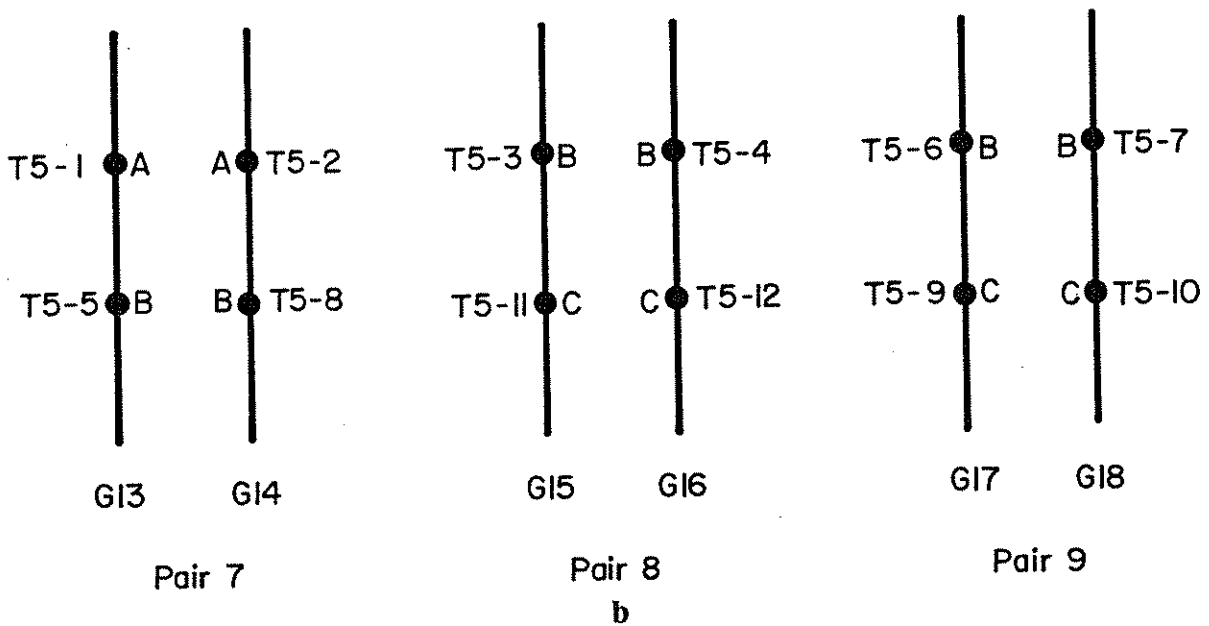 T5-1 A A T5-2 T5-3 B B T5-4 T5-6 B B T5-7
T5-5 B B T5-8 T5-11 C C T5-12 T5-9 C C T5-10
G13 G14 G15 G16 G17 G18
Pair 7 Pair 8 Pair 9
b